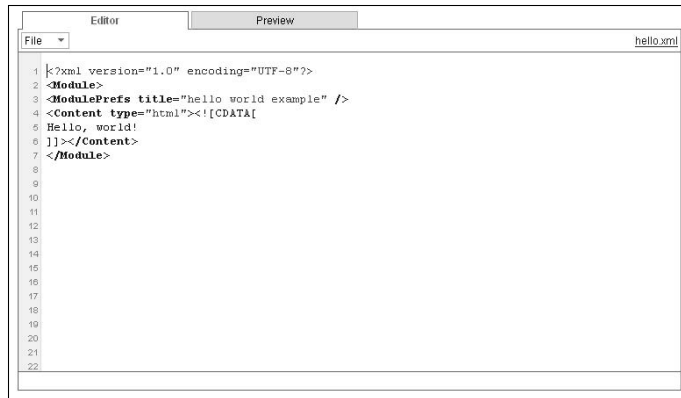 Editor Preview
File hello.xml
1 <?xml version="1.0" encoding="UTF-8"?>
2 <Module>
3 <ModulePrefs title="hello world example" />
4 <Content type="html"><![CDATA[
5 Hello, world!
6 ]]></Content>
7 </Module>
8
9
10
11
12
13
14
15
16
17
18
19
20
21
22